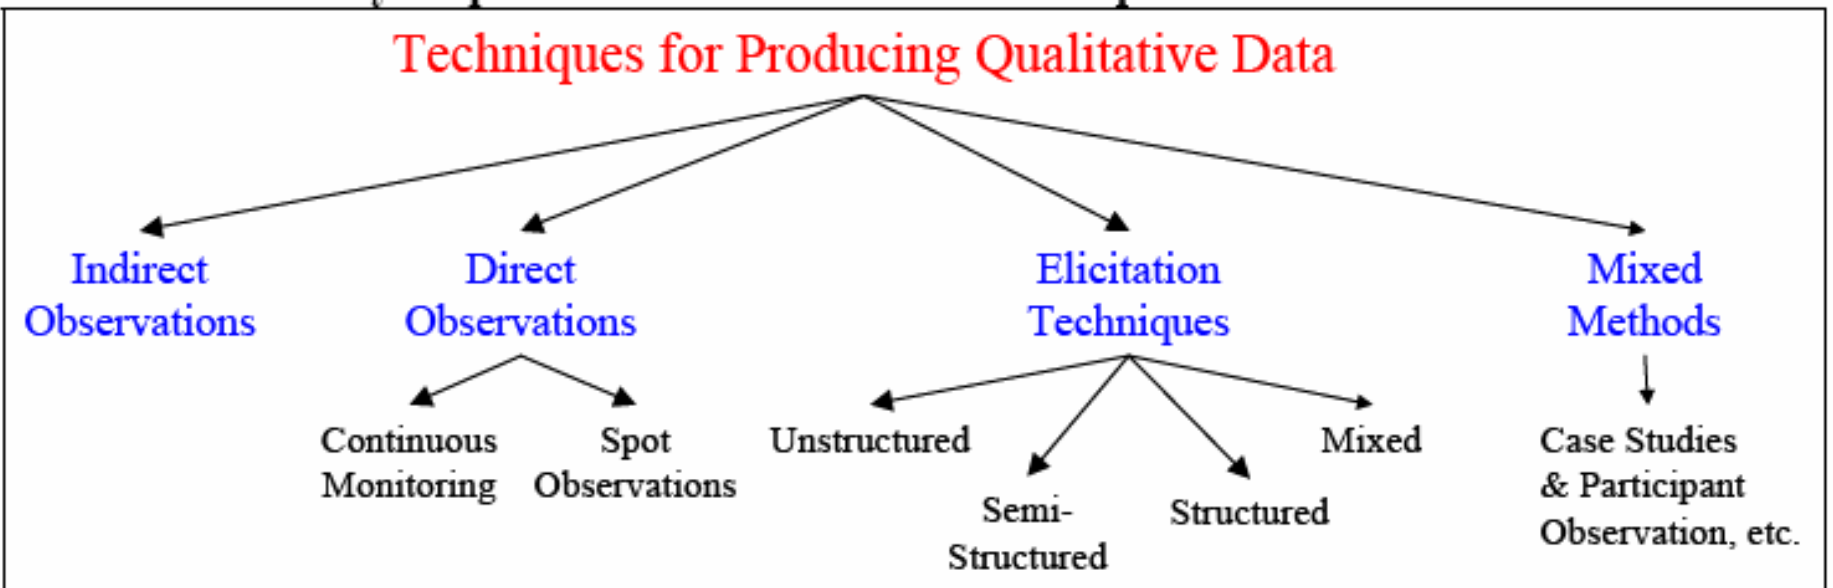 Techniques for Producing Qualitative Data
Indirect
Observations
Direct
Observations
Elicitation
Techniques
Mixed
Methods
Continuous
Monitoring
Spot
Observations
Unstructured
Semi-
Structured
Structured
Mixed
Case Studies
& Participant
Observation, etc.